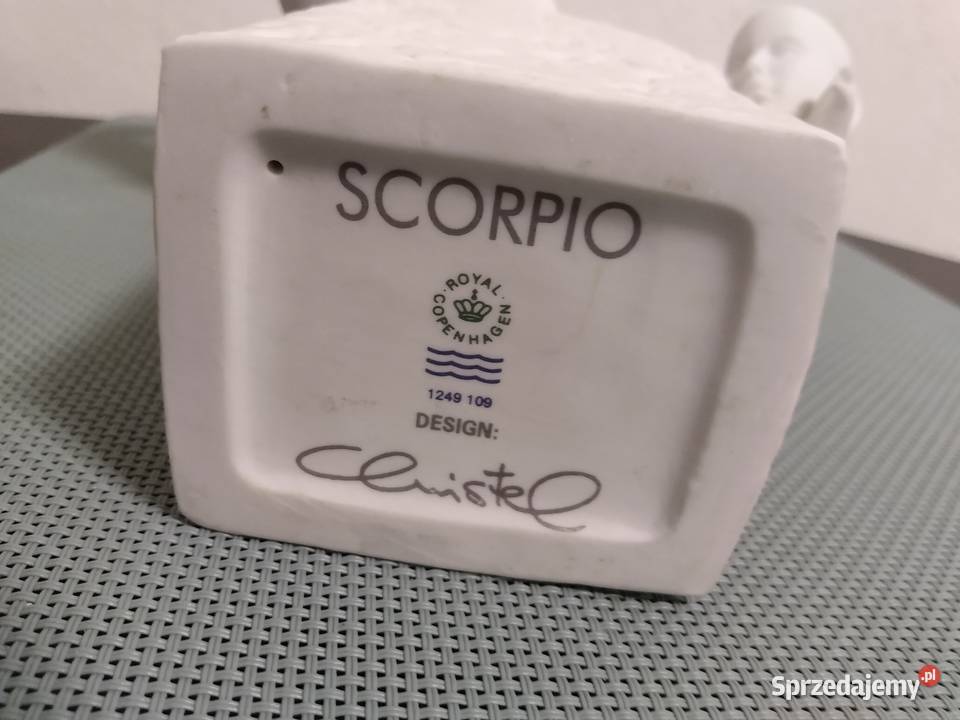 SCORPIO
ROYAL
COPENHAGEN
1249 109
DESIGN:
Christel
Sprzedajemy.pl